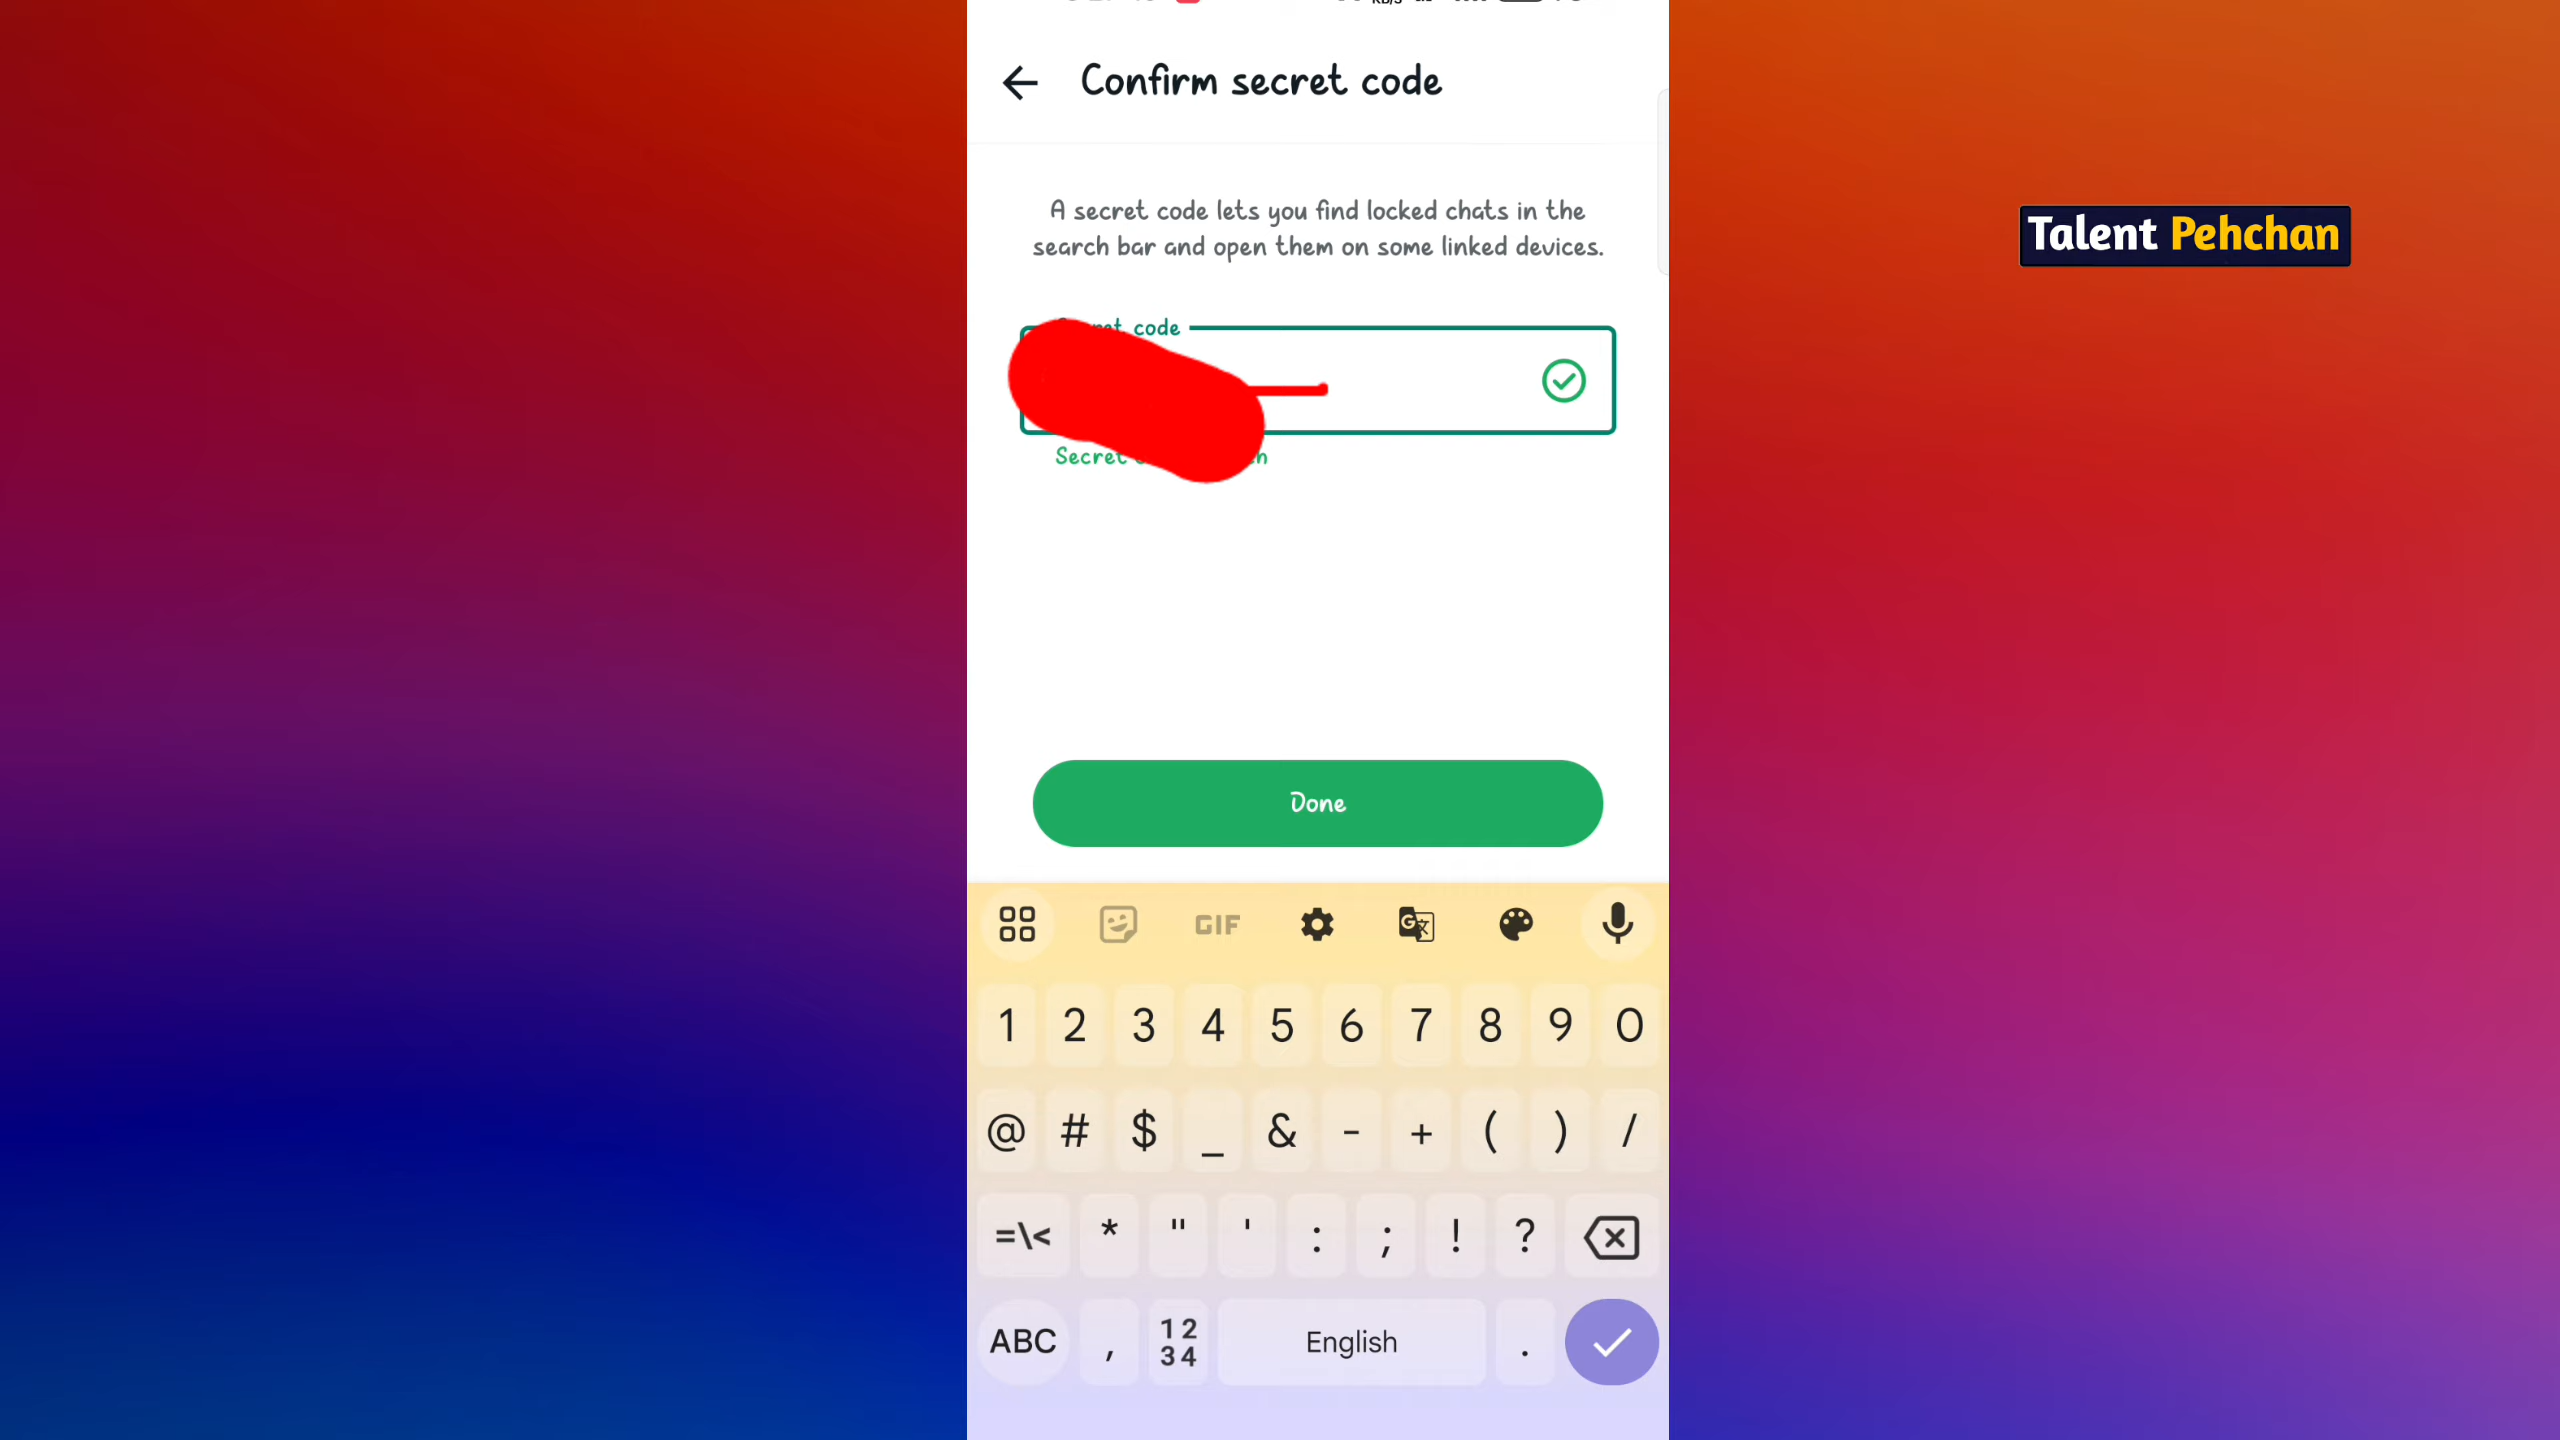 Confirm secret code
Talent Pehchan
A secret code lets you find locked chats in the
search bar and open them on some linked devices.
code
Secret
Done
GIF
1 2 3 4 5 6 7 8 9 0
@ # $ _ & - + ( ) /
=\< * " ' : ; ! ?
ABC , 12 34 English .